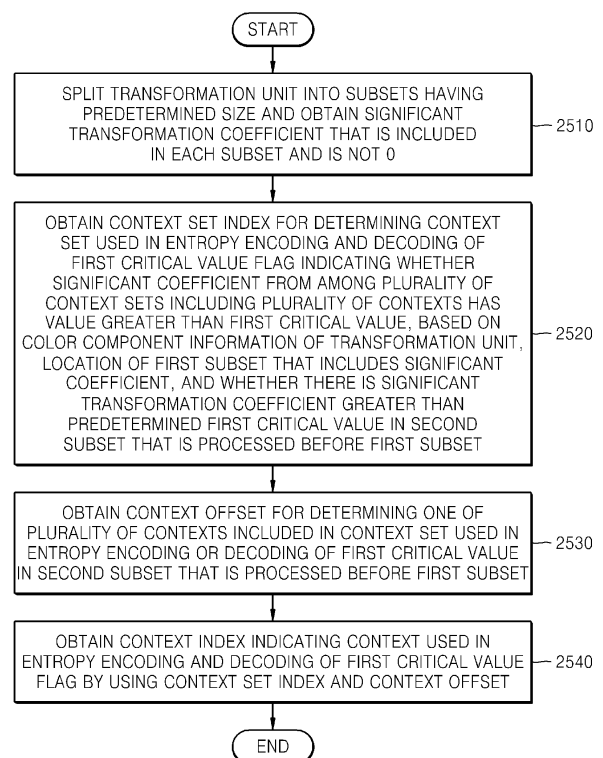 START
SPLIT TRANSFORMATION UNIT INTO SUBSETS HAVING
PREDETERMINED SIZE AND OBTAIN SIGNIFICANT
TRANSFORMATION COEFFICIENT THAT IS INCLUDED
IN EACH SUBSET AND IS NOT 0
2510
OBTAIN CONTEXT SET INDEX FOR DETERMINING CONTEXT
SET USED IN ENTROPY ENCODING AND DECODING OF
FIRST CRITICAL VALUE FLAG INDICATING WHETHER
SIGNIFICANT COEFFICIENT FROM AMONG PLURALITY OF
CONTEXT SETS INCLUDING PLURALITY OF CONTEXTS HAS
VALUE GREATER THAN FIRST CRITICAL VALUE, BASED ON
COLOR COMPONENT INFORMATION OF TRANSFORMATION UNIT,
LOCATION OF FIRST SUBSET THAT INCLUDES SIGNIFICANT
COEFFICIENT, AND WHETHER THERE IS SIGNIFICANT
TRANSFORMATION COEFFICIENT GREATER THAN
PREDETERMINED FIRST CRITICAL VALUE IN SECOND
SUBSET THAT IS PROCESSED BEFORE FIRST SUBSET
2520
OBTAIN CONTEXT OFFSET FOR DETERMINING ONE OF
PLURALITY OF CONTEXTS INCLUDED IN CONTEXT SET USED IN
ENTROPY ENCODING OR DECODING OF FIRST CRITICAL VALUE
IN SECOND SUBSET THAT IS PROCESSED BEFORE FIRST SUBSET
2530
OBTAIN CONTEXT INDEX INDICATING CONTEXT USED IN
ENTROPY ENCODING AND DECODING OF FIRST CRITICAL VALUE
FLAG BY USING CONTEXT SET INDEX AND CONTEXT OFFSET
2540
END